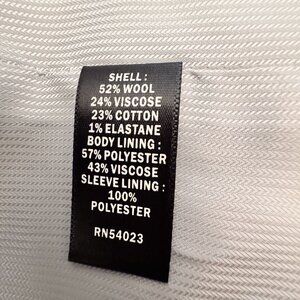 SHELL :
52% WOOL
24% VISCOSE
23% COTTON
1% ELASTANE
BODY LINING :
57% POLYESTER
43% VISCOSE
SLEEVE LINING :
100%
POLYESTER
RN54023